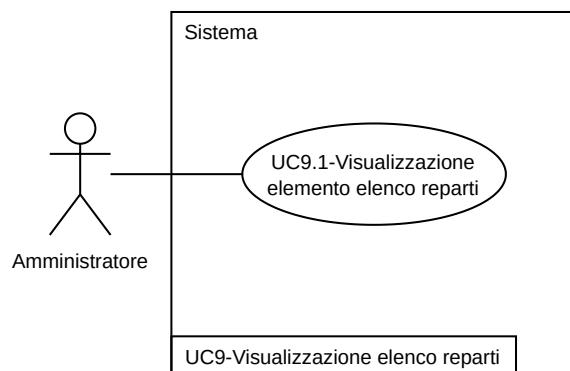 Sistema
UC9.1-Visualizzazione
elemento elenco reparti
Amministratore
UC9-Visualizzazione elenco reparti